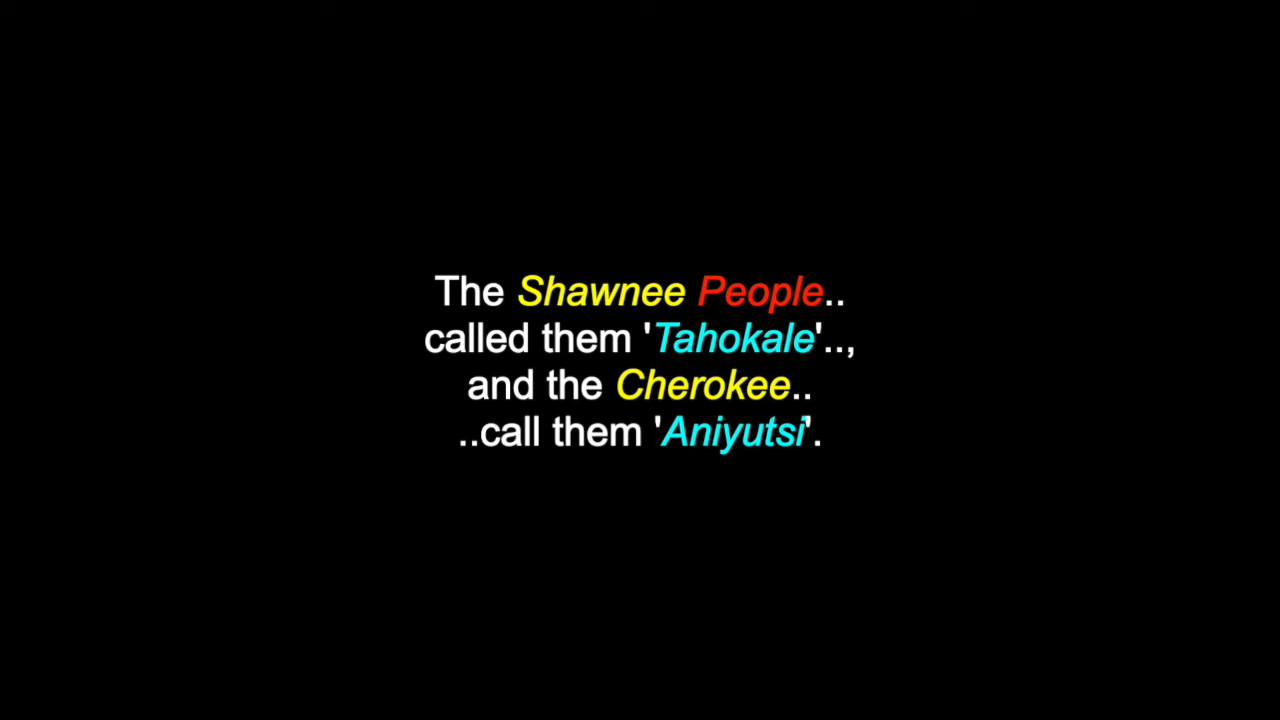 The Shawnee People..
called them 'Tahokale'..,
and the Cherokee..
..call them 'Aniyutsi'.